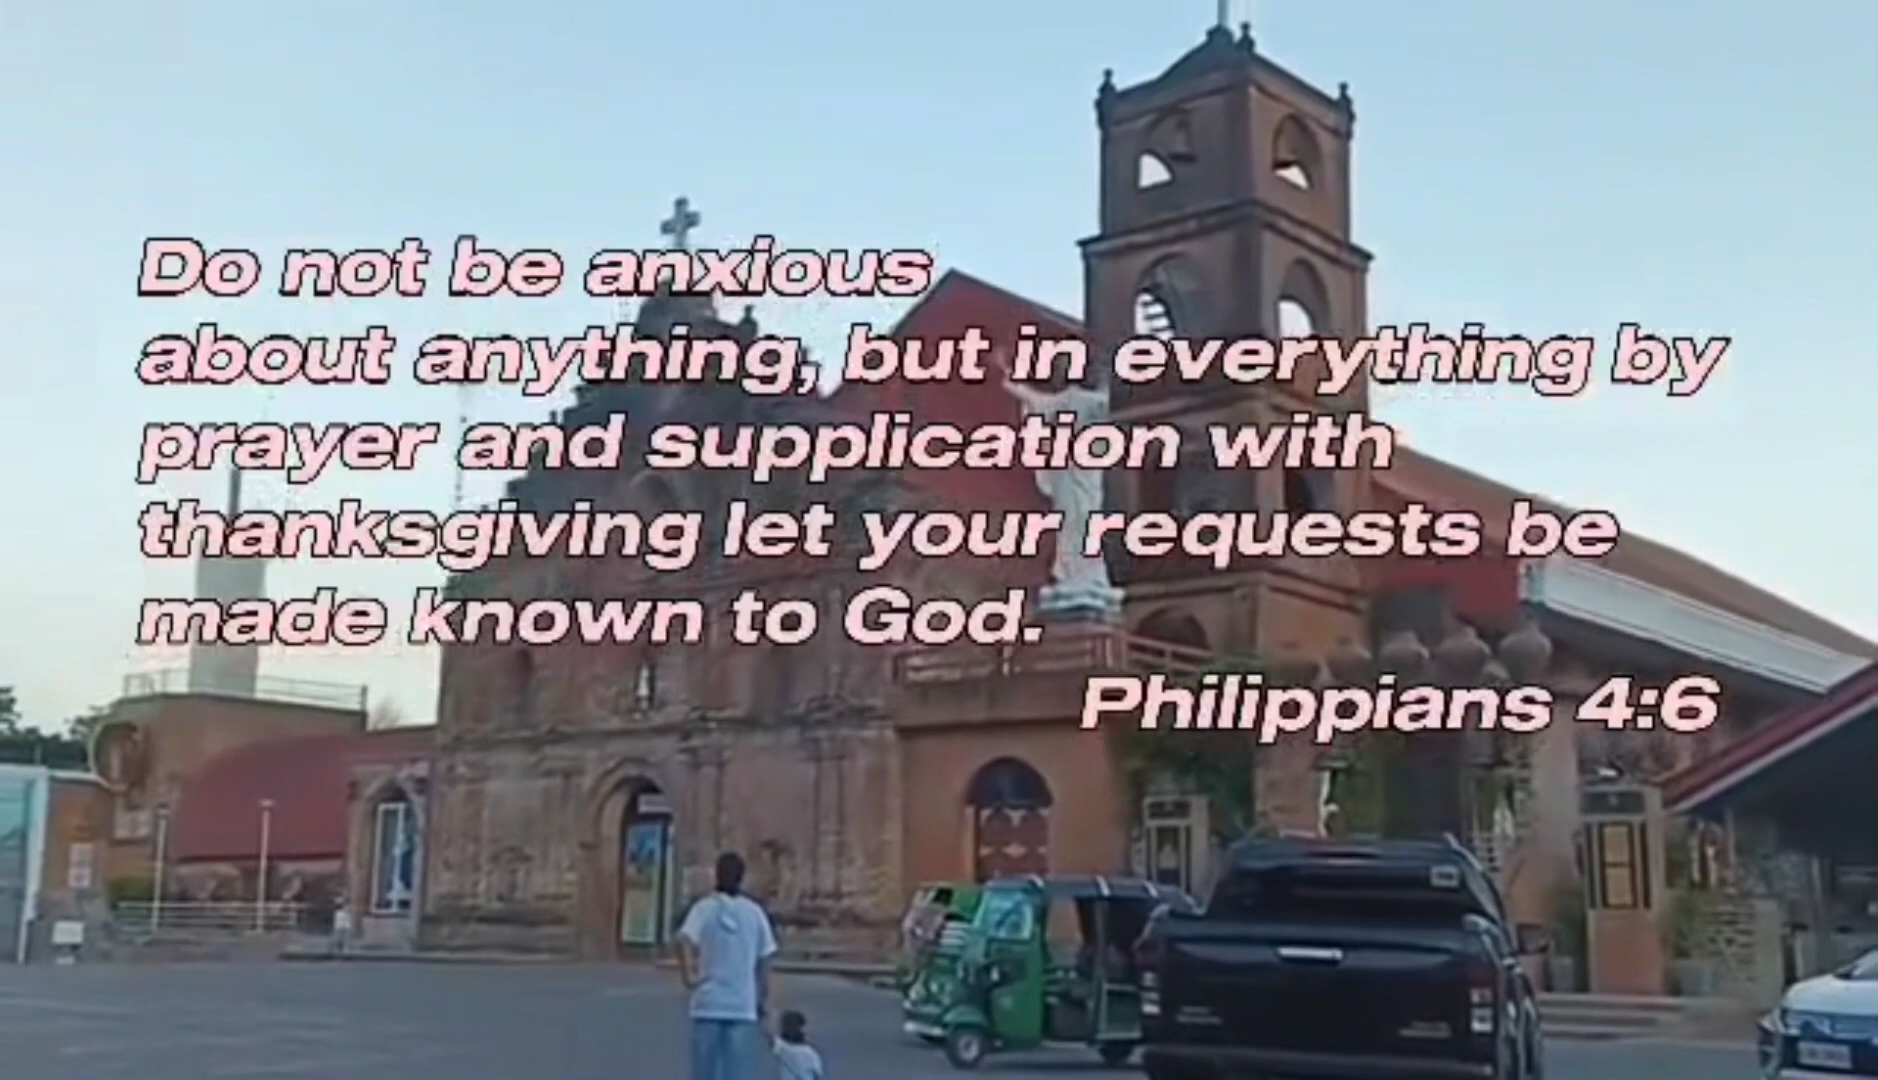 Do not be anxious
about anything, but in everything by
prayer and supplication with
thanksgiving let your requests be
made known to God.
Philippians 4:6